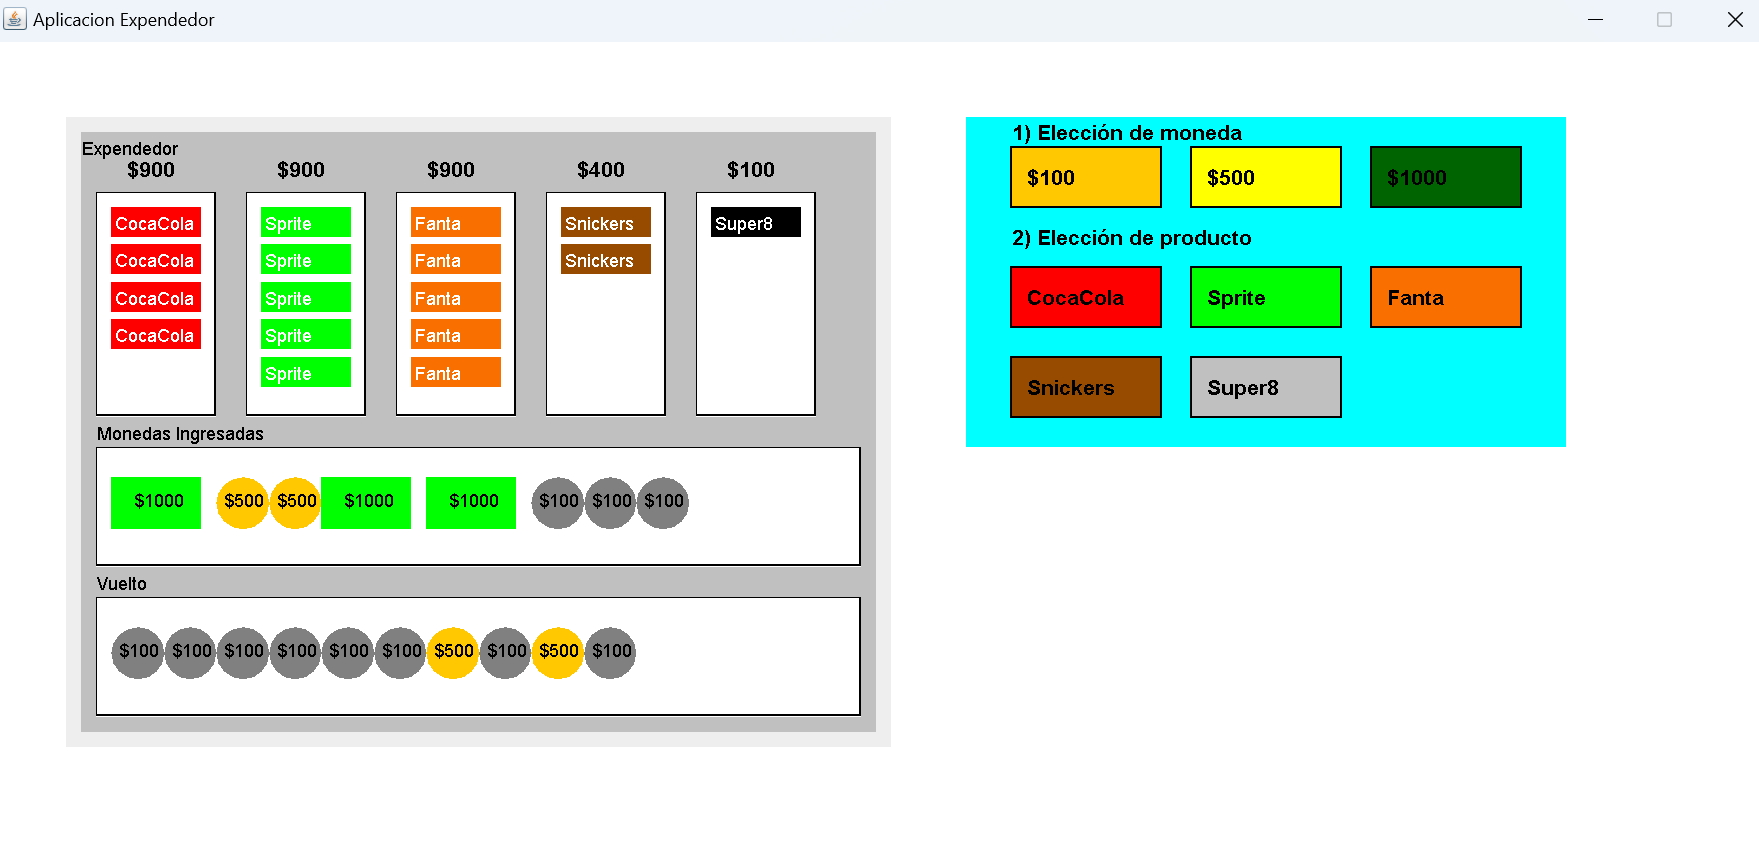 Aplicacion Expendedor
Expendedor
$900 $900 $900 $400 $100
CocaCola Sprite Fanta Snickers Super8
CocaCola Sprite Fanta Snickers
CocaCola Sprite Fanta
CocaCola Sprite Fanta
Sprite Fanta
Monedas Ingresadas
$1000 $500 $500 $1000 $1000 $100 $100 $100
Vuelto
$100 $100 $100 $100 $100 $100 $500 $100 $500 $100
1) Elección de moneda
$100 $500 $1000
2) Elección de producto
CocaCola Sprite Fanta
Snickers Super8